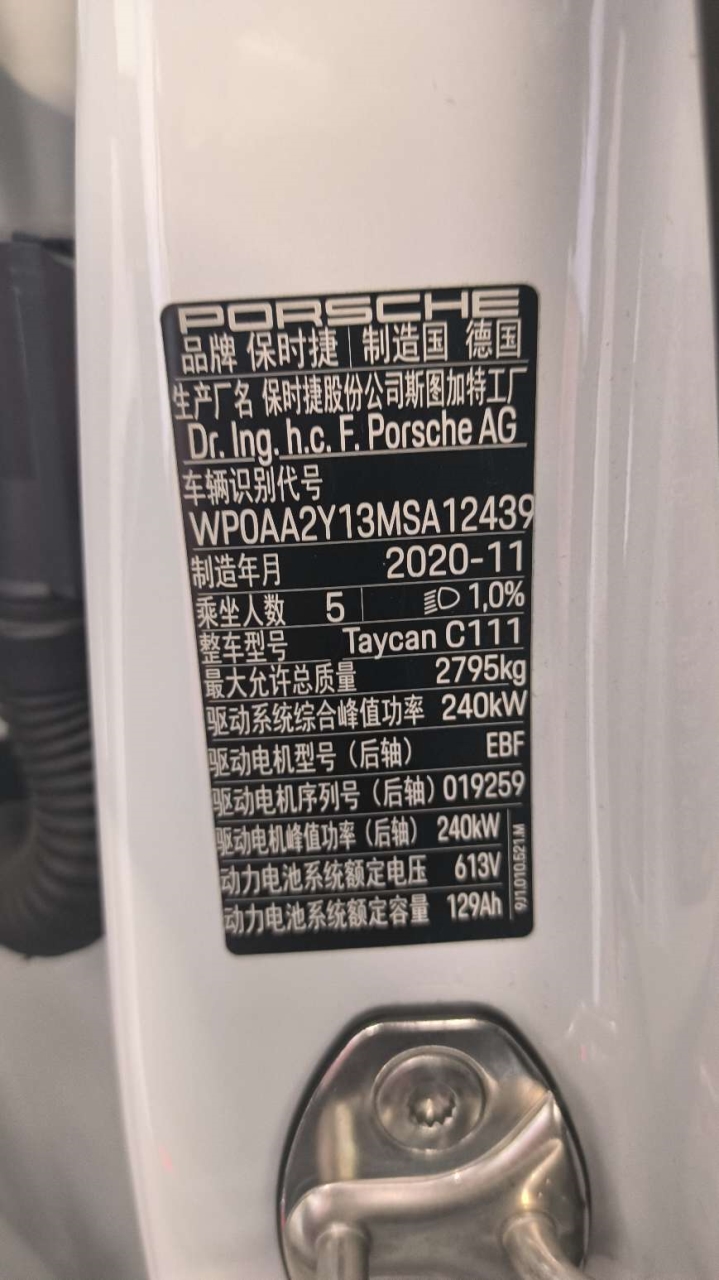 PORSCHE
品牌 保时捷 制造国 德国
生产厂名 保时捷股份公司斯图加特工厂
Dr. Ing. h.c. F. Porsche AG
车辆识别代号
WP0AA2Y13MSA12439
制造年月 2020-11
乘坐人数 5 1,0%
整车型号 Taycan C111
最大允许总质量 2795kg
驱动系统综合峰值功率 240kW
驱动电机型号（后轴） EBF
驱动电机序列号（后轴）019259
驱动电机峰值功率（后轴） 240kW
动力电池系统额定电压 613V
动力电池系统额定容量 129Ah
9J1.010.521.M